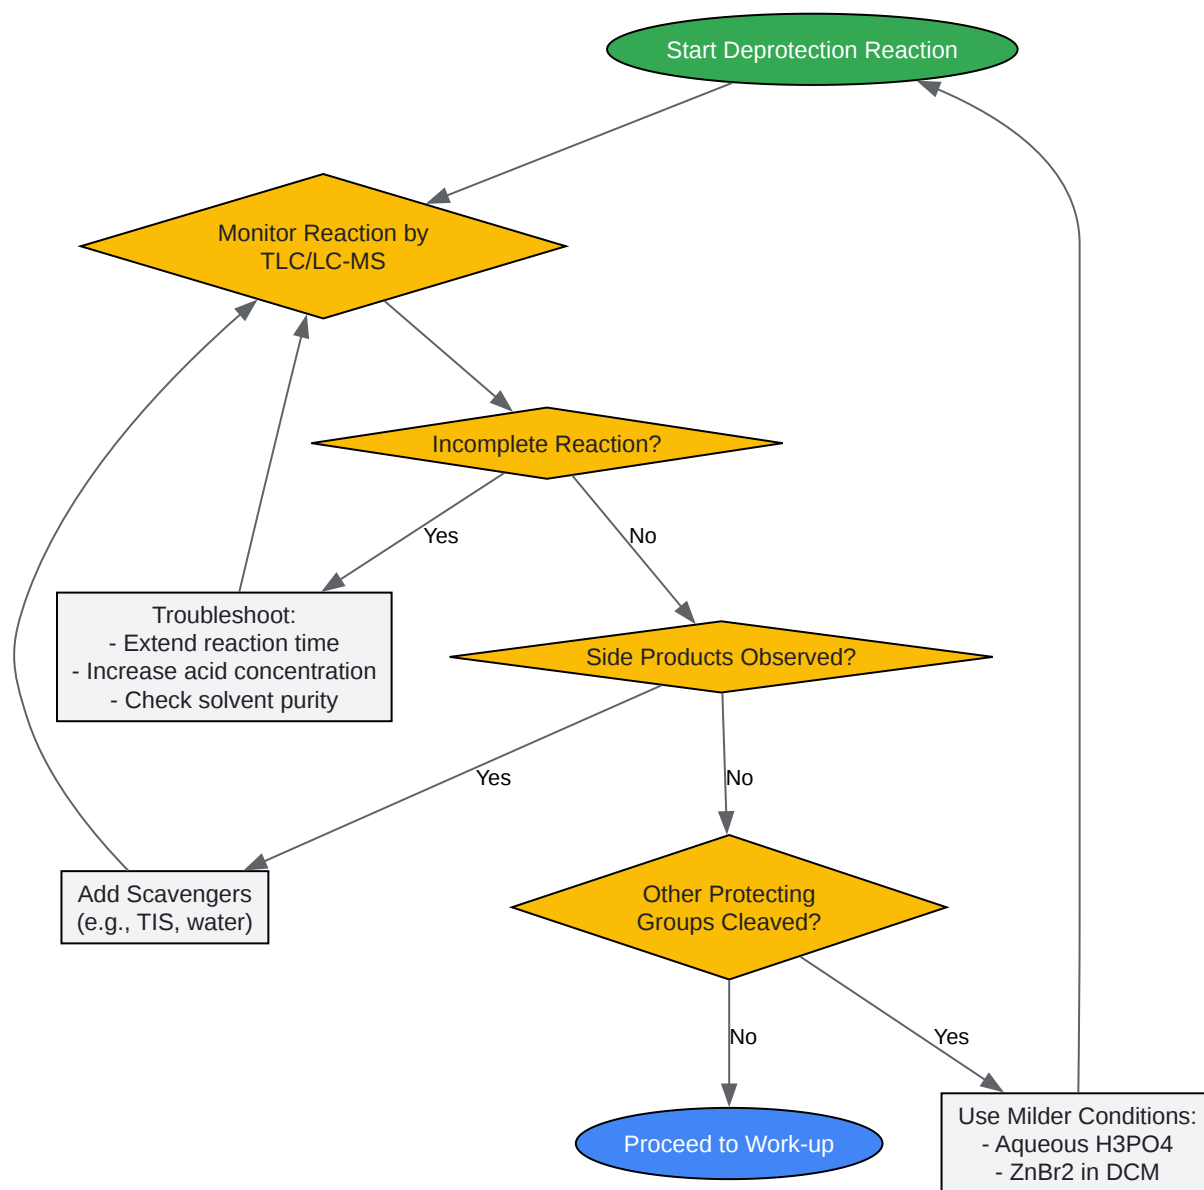 Start Deprotection Reaction
Monitor Reaction by
TLC/LC-MS
Incomplete Reaction?
Yes
No
Troubleshoot:
- Extend reaction time
- Increase acid concentration
- Check solvent purity
Side Products Observed?
Yes
No
Add Scavengers
(e.g., TIS, water)
Other Protecting
Groups Cleaved?
No
Yes
Proceed to Work-up
Use Milder Conditions:
- Aqueous H3PO4
- ZnBr2 in DCM